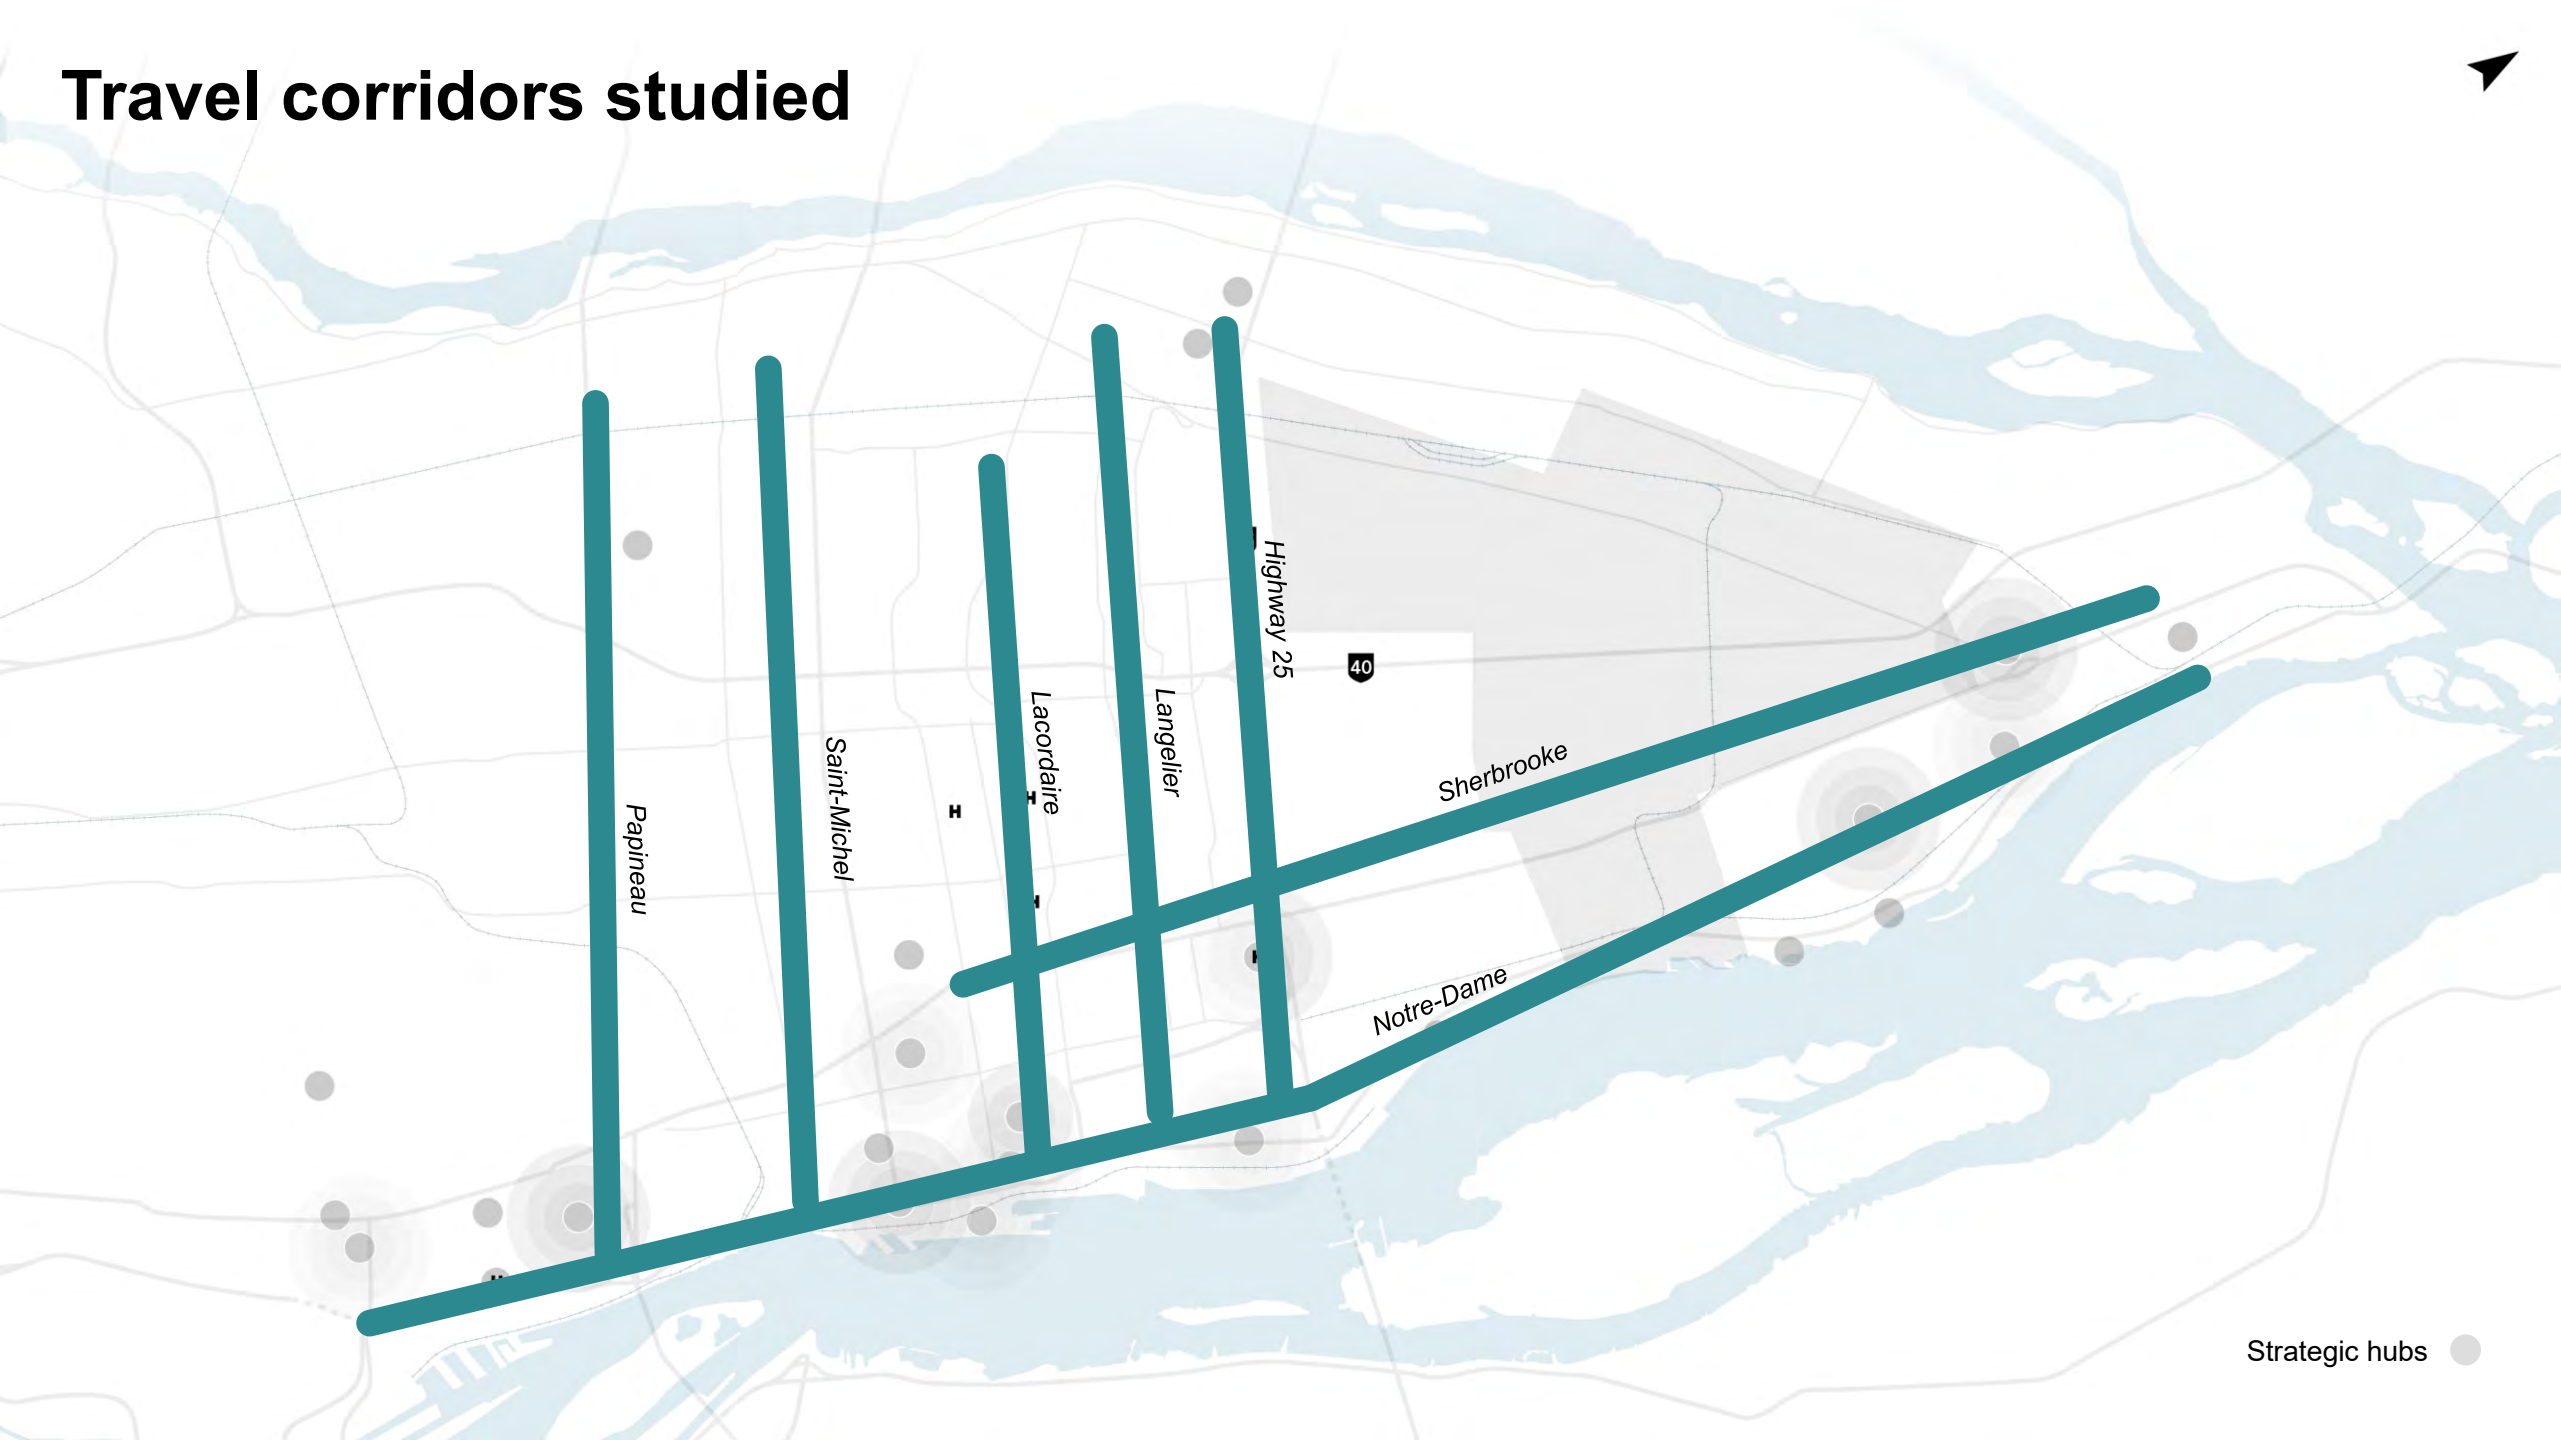 Travel corridors studied
Highway 25
40
Lacordaire
Langelier
Saint-Michel
Sherbrooke
Papineau
H
H
Notre-Dame
Strategic hubs